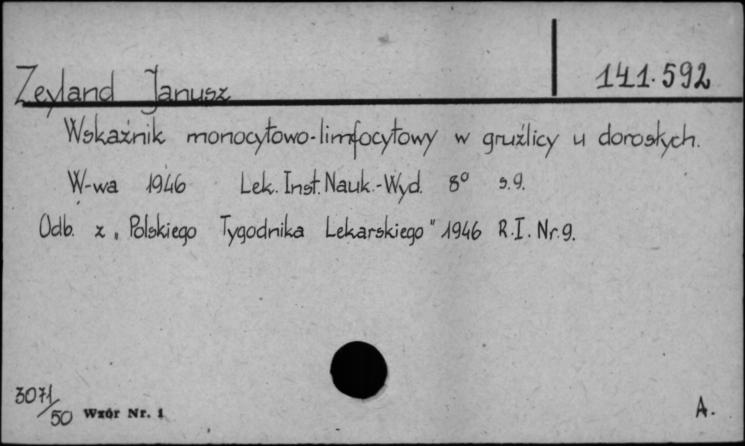 141.592
Zeyland Janusz
Wskaźnik monocytowo-limfocytowy w gruźlicy u dorosłych.
W-wa 1946 Lek. Inst. Nauk.-Wyd. 8° s.9.
Odb. z „Polskiego Tygodnika Lekarskiego" 1946 R.I. Nr.9.
3071/50 Wzór Nr. 1
A.